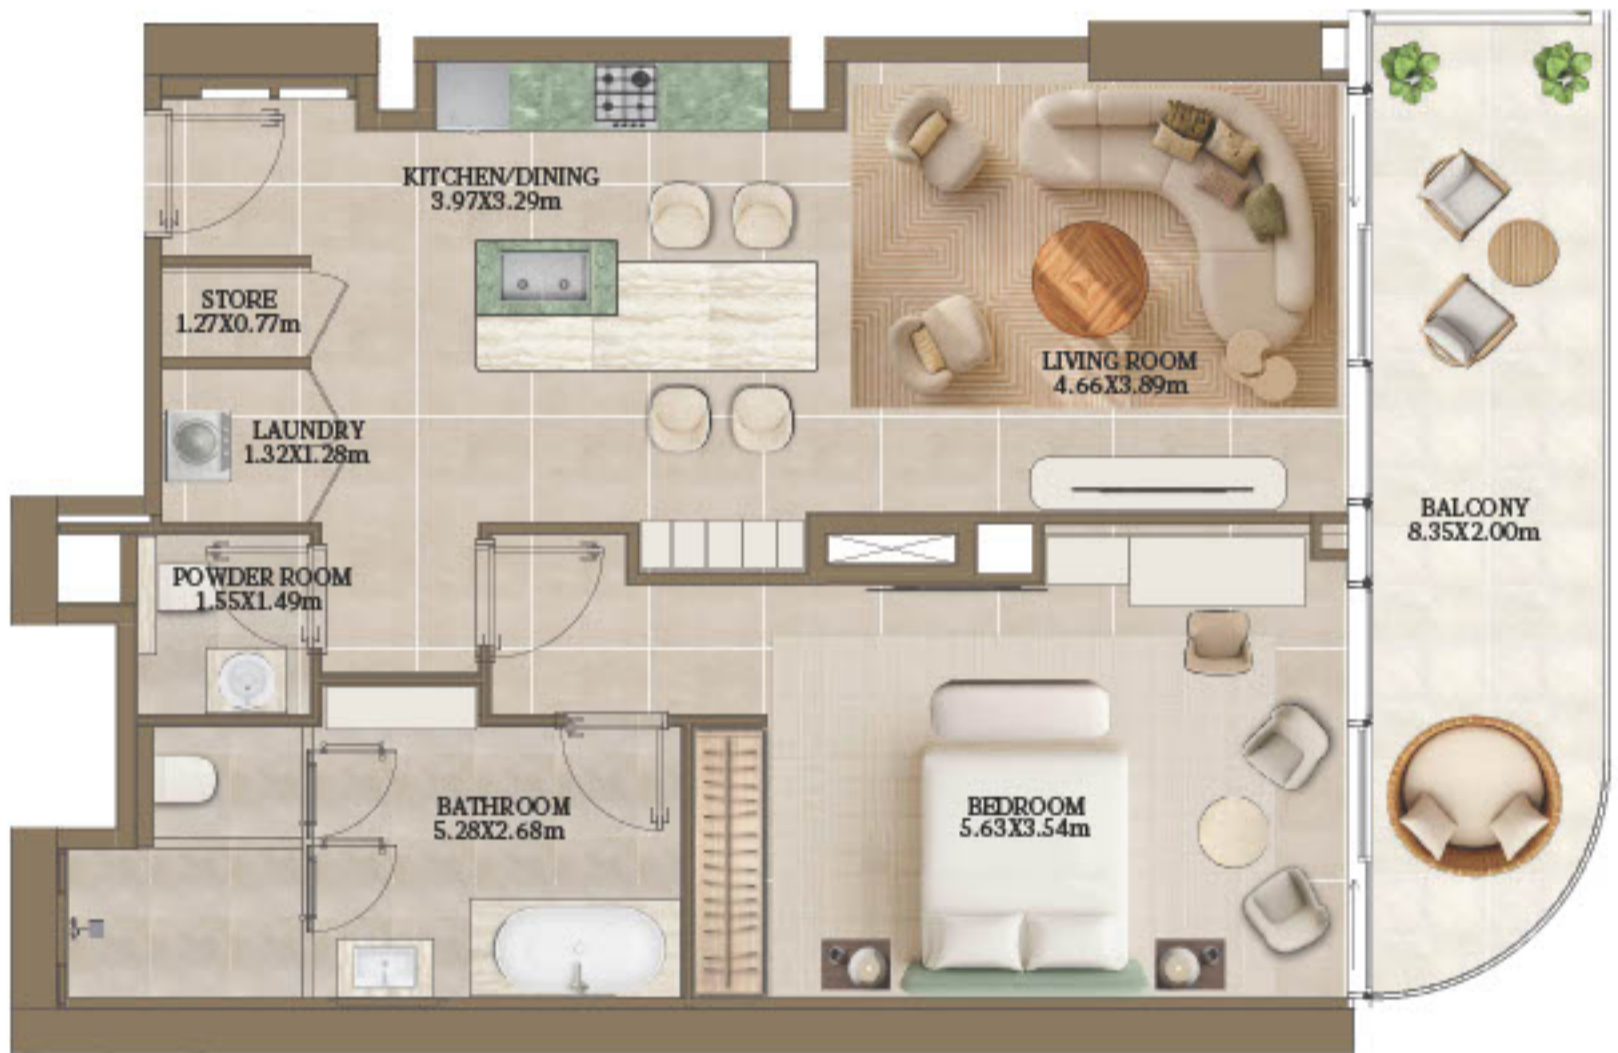 KITCHEN/DINING
3.97X3.29m
STORE
1.27X0.77m
LIVING ROOM
4.66X3.89m
LAUNDRY
1.32X1.28m
BALCONY
8.35X2.00m
POWDER ROOM
1.55X1.49m
BATHROOM
5.28X2.68m
BEDROOM
5.63X3.54m